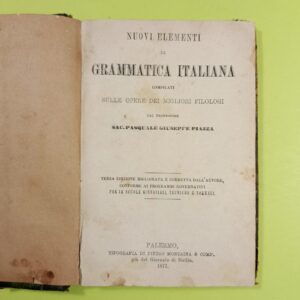 NUOVI ELEMENTI
DI
GRAMMATICA ITALIANA
COMPILATI
SULLE OPERE DEI MIGLIORI FILOLOGI
DAL PROFESSORE
SAC. PASQUALE GIUSEPPE PIAZZA
TERZA EDIZIONE MIGLIORATA E CORRETTA DALL'AUTORE,
CONFORME AI PROGRAMMI GOVERNATIVI
PER LE SCUOLE GINNASIALI, TECNICHE E NORMALI.
PALERMO,
TIPOGRAFIA DI PIETRO MONTAINA E COMP.
già del Giornale di Sicilia,
1877.